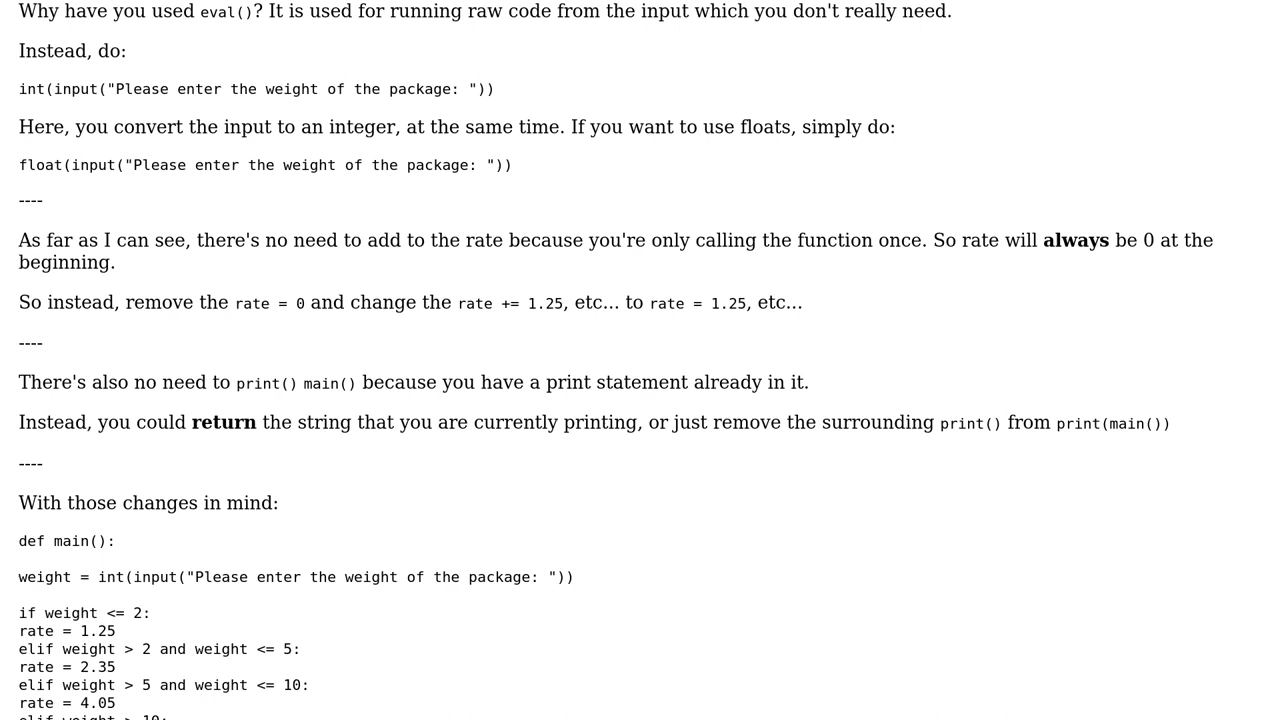 Why have you used eval()? It is used for running raw code from the input which you don't really need.
Instead, do:
int(input("Please enter the weight of the package: "))
Here, you convert the input to an integer, at the same time. If you want to use floats, simply do:
float(input("Please enter the weight of the package: "))
----
As far as I can see, there's no need to add to the rate because you're only calling the function once. So rate will always be 0 at the
beginning.
So instead, remove the rate = 0 and change the rate += 1.25, etc... to rate = 1.25, etc...
----
There's also no need to print() main() because you have a print statement already in it.
Instead, you could return the string that you are currently printing, or just remove the surrounding print() from print(main())
----
With those changes in mind:
def main():
weight = int(input("Please enter the weight of the package: "))
if weight <= 2:
rate = 1.25
elif weight > 2 and weight <= 5:
rate = 2.35
elif weight > 5 and weight <= 10:
rate = 4.05
elif weight > 10: